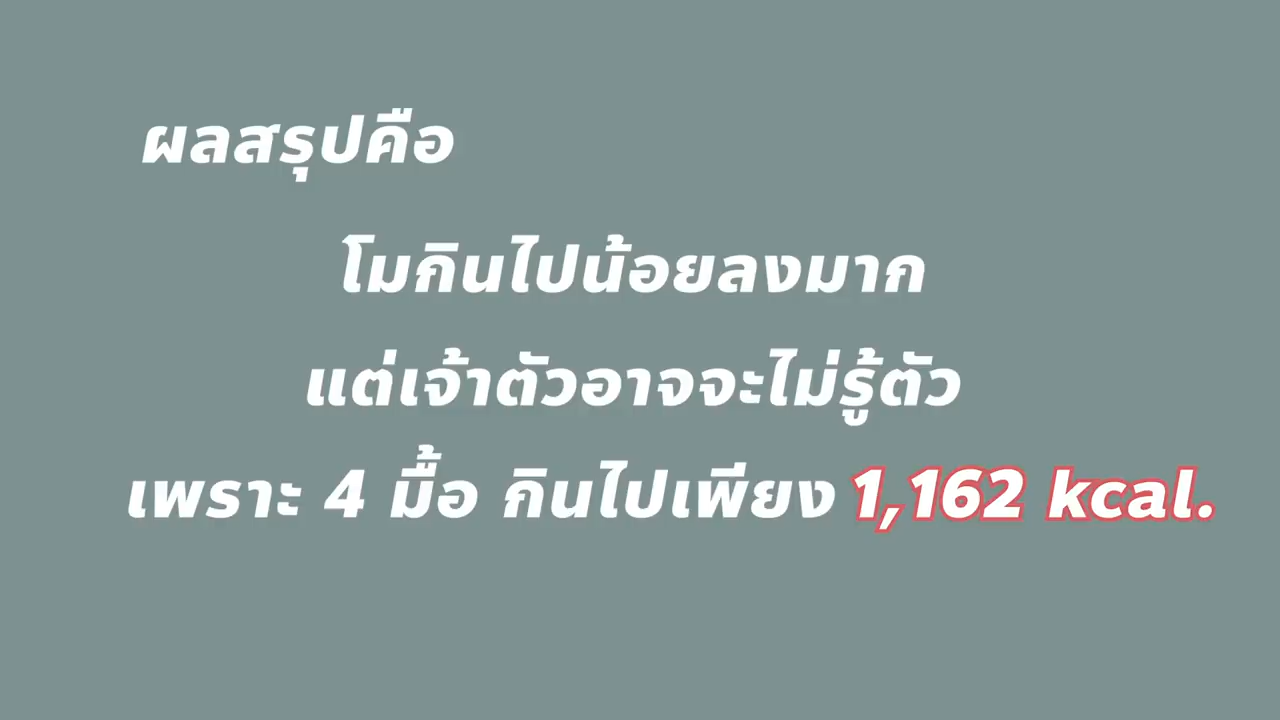 ผลสรุปคือ
โมกินไปน้อยลงมาก
แต่เจ้าตัวอาจจะไม่รู้ตัว
เพราะ 4 มื้อ กินไปเพียง 1,162 kcal.